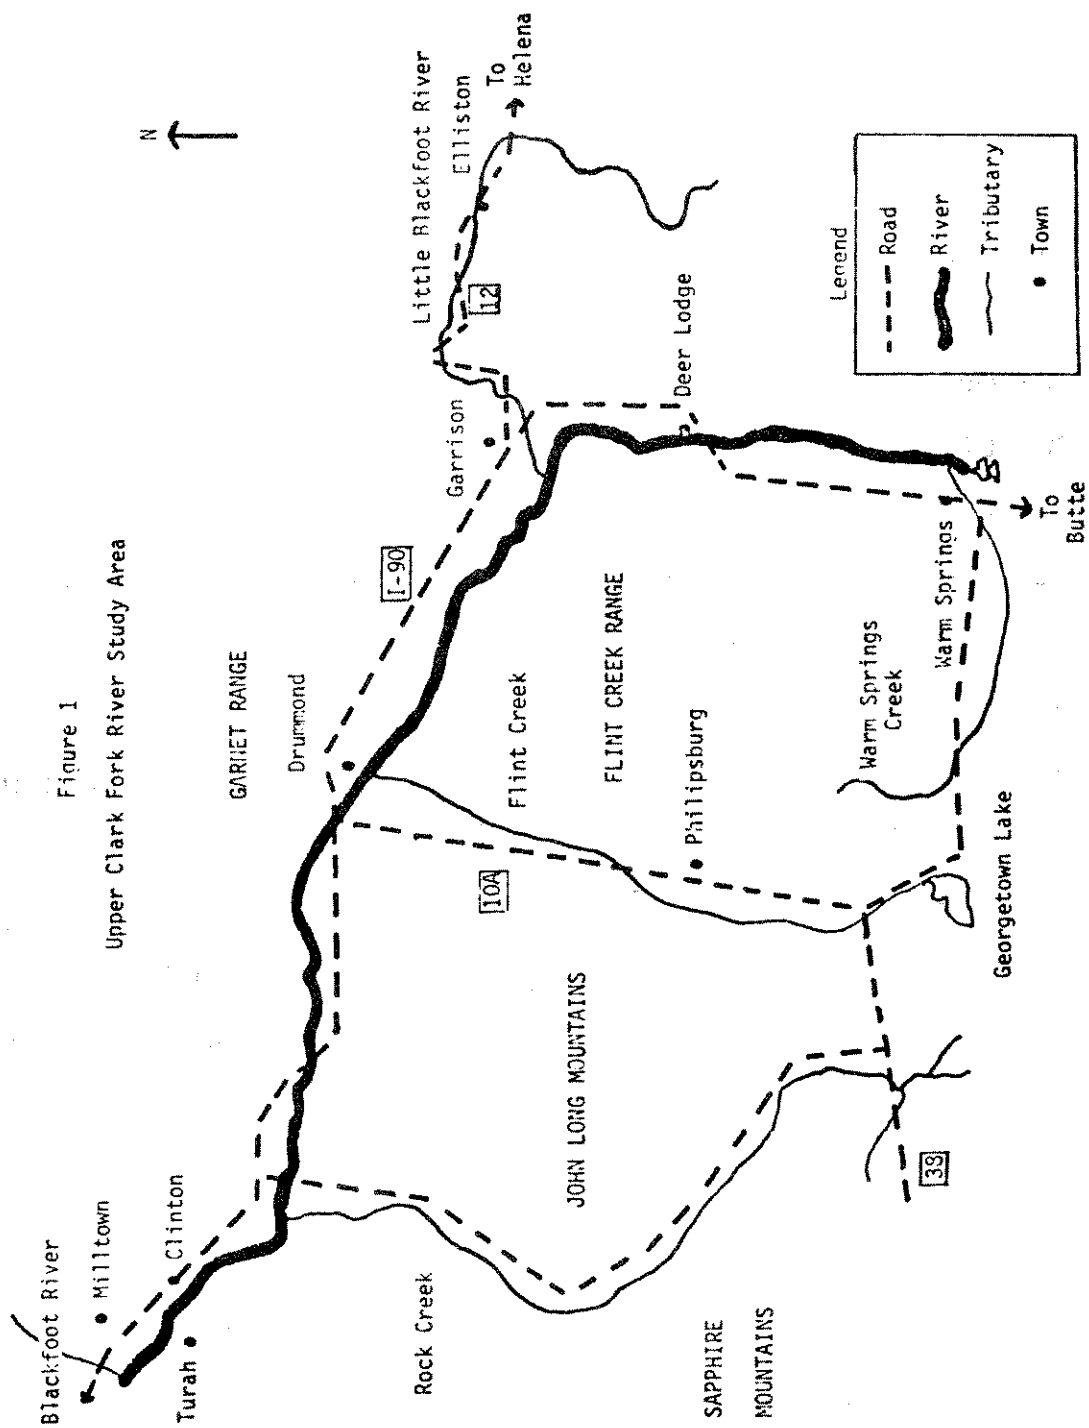 Figure 1
Upper Clark Fork River Study Area
N
Blackfoot River
Milltown
Clinton
Turah
GARNET RANGE
Drummond
I-90
Garrison
Little Blackfoot River
Elliston
To
Helena
12
Rock Creek
10A
Flint Creek
FLINT CREEK RANGE
Deer Lodge
JOHN LONG MOUNTAINS
Philipsburg
SAPPHIRE
MOUNTAINS
38
Georgetown Lake
Warm Springs
Creek
Warm Springs
To
Butte
Legend
Road
River
Tributary
Town